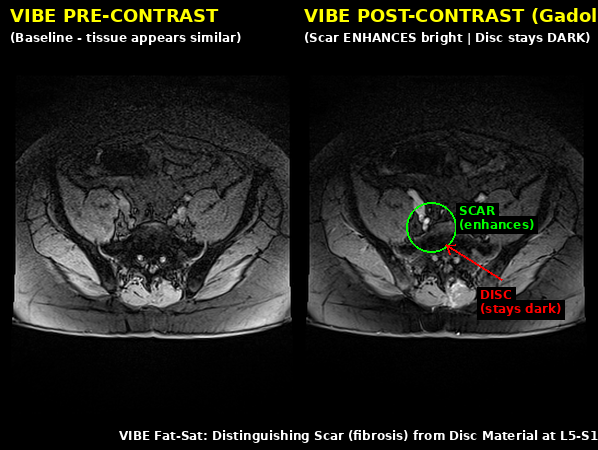 VIBE PRE-CONTRAST
(Baseline - tissue appears similar)
VIBE POST-CONTRAST (Gadol
(Scar ENHANCES bright | Disc stays DARK)
SCAR
(enhances)
DISC
(stays dark)
VIBE Fat-Sat: Distinguishing Scar (fibrosis) from Disc Material at L5-S1